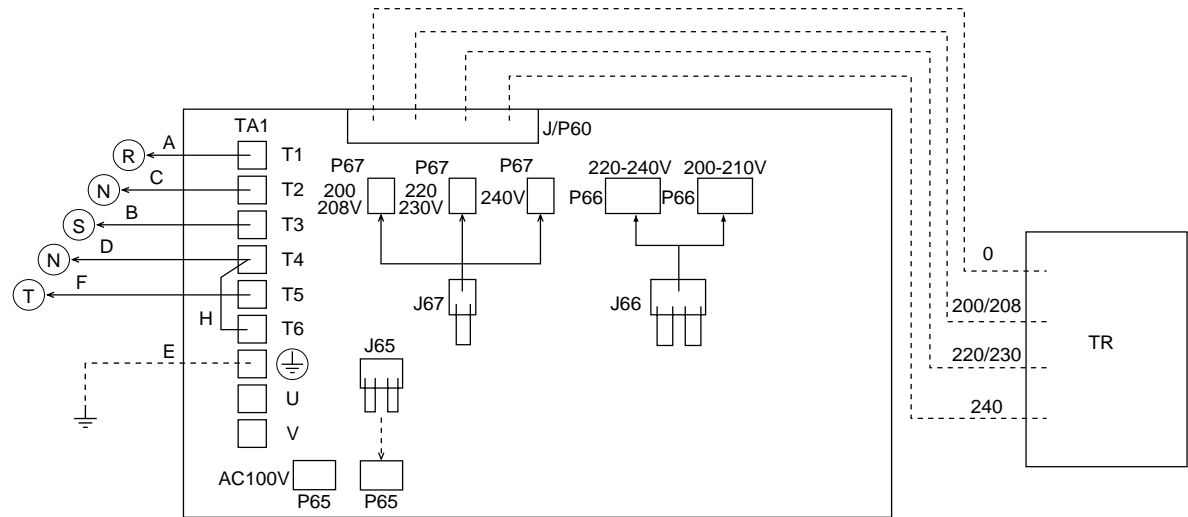 TA1
J/P60
R
A
T1
N
C
T2
S
B
T3
N
D
T4
T
F
T5
H
T6
E
U
V
P67
200
208V
P67
220
230V
P67
240V
220-240V
P66
200-210V
P66
J67
J66
J65
AC100V
P65
P65
0
200/208
220/230
240
TR